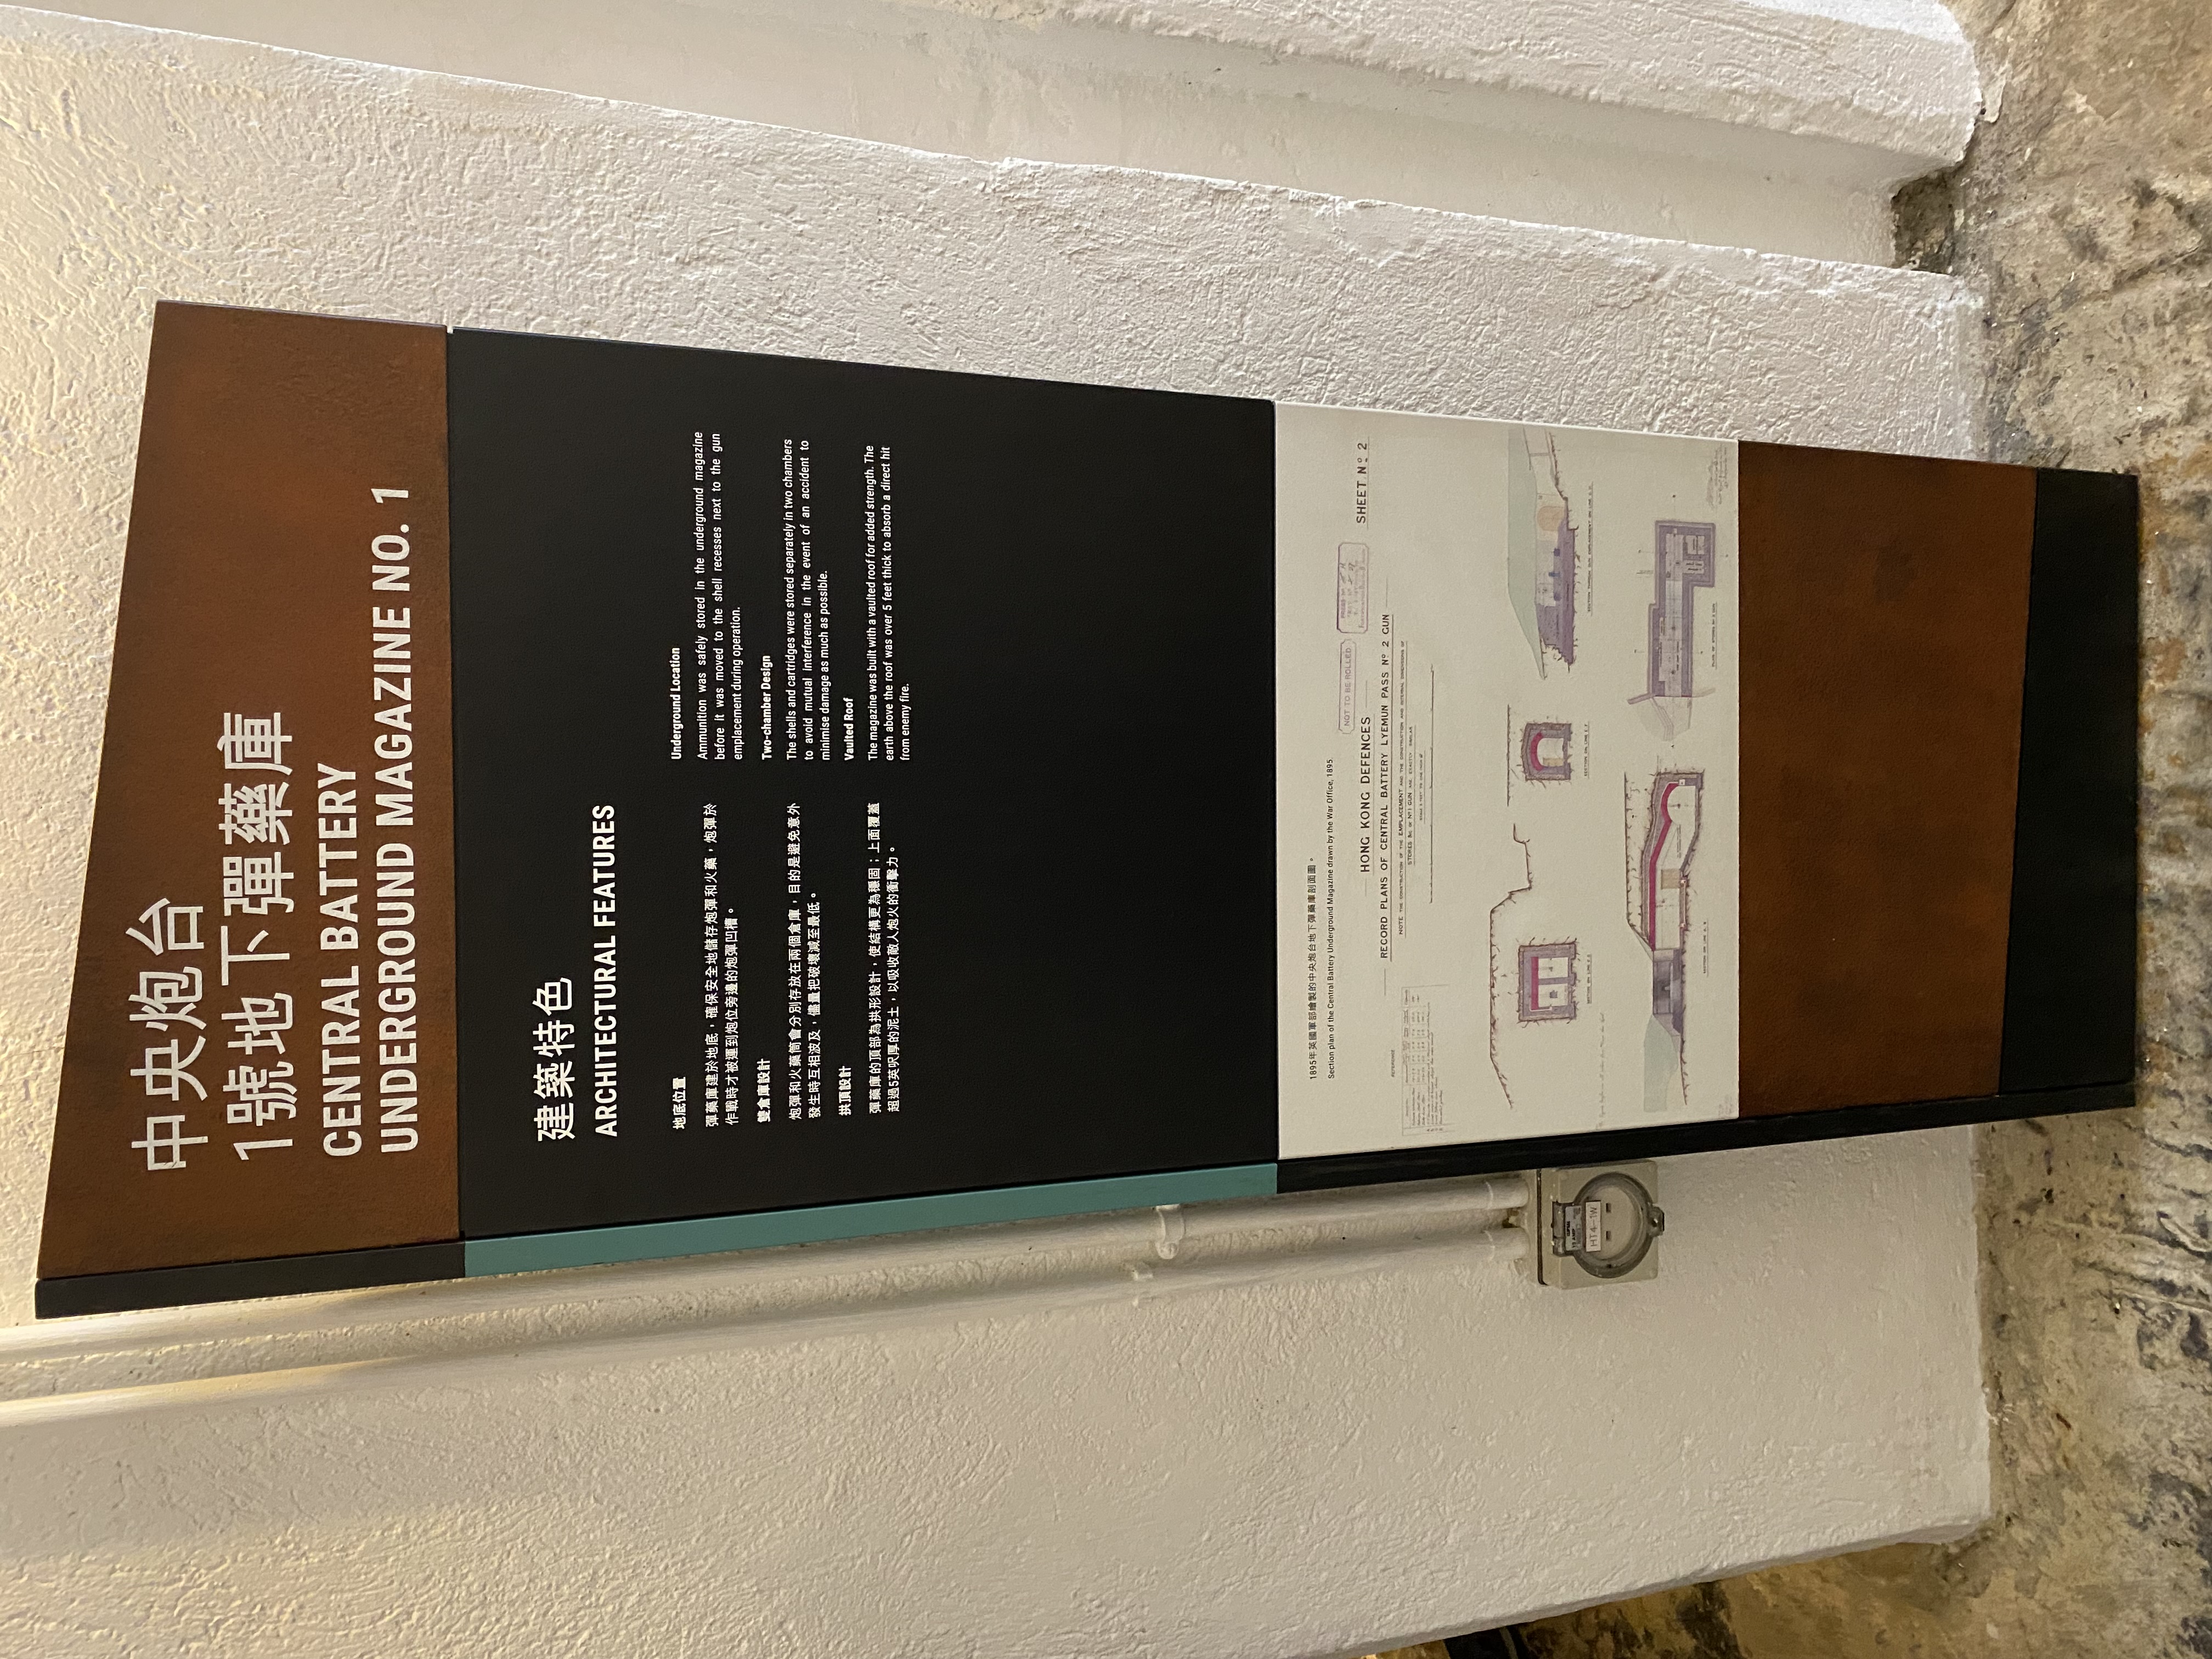 中央炮台
1號地下彈藥庫
CENTRAL BATTERY
UNDERGROUND MAGAZINE NO. 1
建築特色
ARCHITECTURAL FEATURES
地底位置
彈藥庫建於地底，確保安全地儲存炮彈和火藥，炮彈於
作戰時才被運到炮位旁邊的炮彈凹槽。
雙倉庫設計
炮彈和火藥筒會分別存放在兩個倉庫，目的是避免意外
發生時互相波及，儘量把破壞減至最低。
拱頂設計
彈藥庫的頂部為拱形設計，使結構更為穩固；上面覆蓋
超過5英呎厚的泥土，以吸收敵人炮火的衝擊力。
Underground Location
Ammunition was safely stored in the underground magazine
before it was moved to the shell recesses next to the gun
emplacement during operation.
Two-chamber Design
The shells and cartridges were stored separately in two chambers
to avoid mutual interference in the event of an accident to
minimise damage as much as possible.
Vaulted Roof
The magazine was built with a vaulted roof for added strength. The
earth above the roof was over 5 feet thick to absorb a direct hit
from enemy fire.
1895年英國軍部繪製的中央炮台地下彈藥庫剖面圖。
Section plan of the Central Battery Underground Magazine drawn by the War Office, 1895.
NOT TO BE ROLLED
HONG KONG DEFENCES
SHEET Nº 2
RECORD PLANS OF CENTRAL BATTERY LYEMUN PASS Nº 2 GUN
HT4-1W